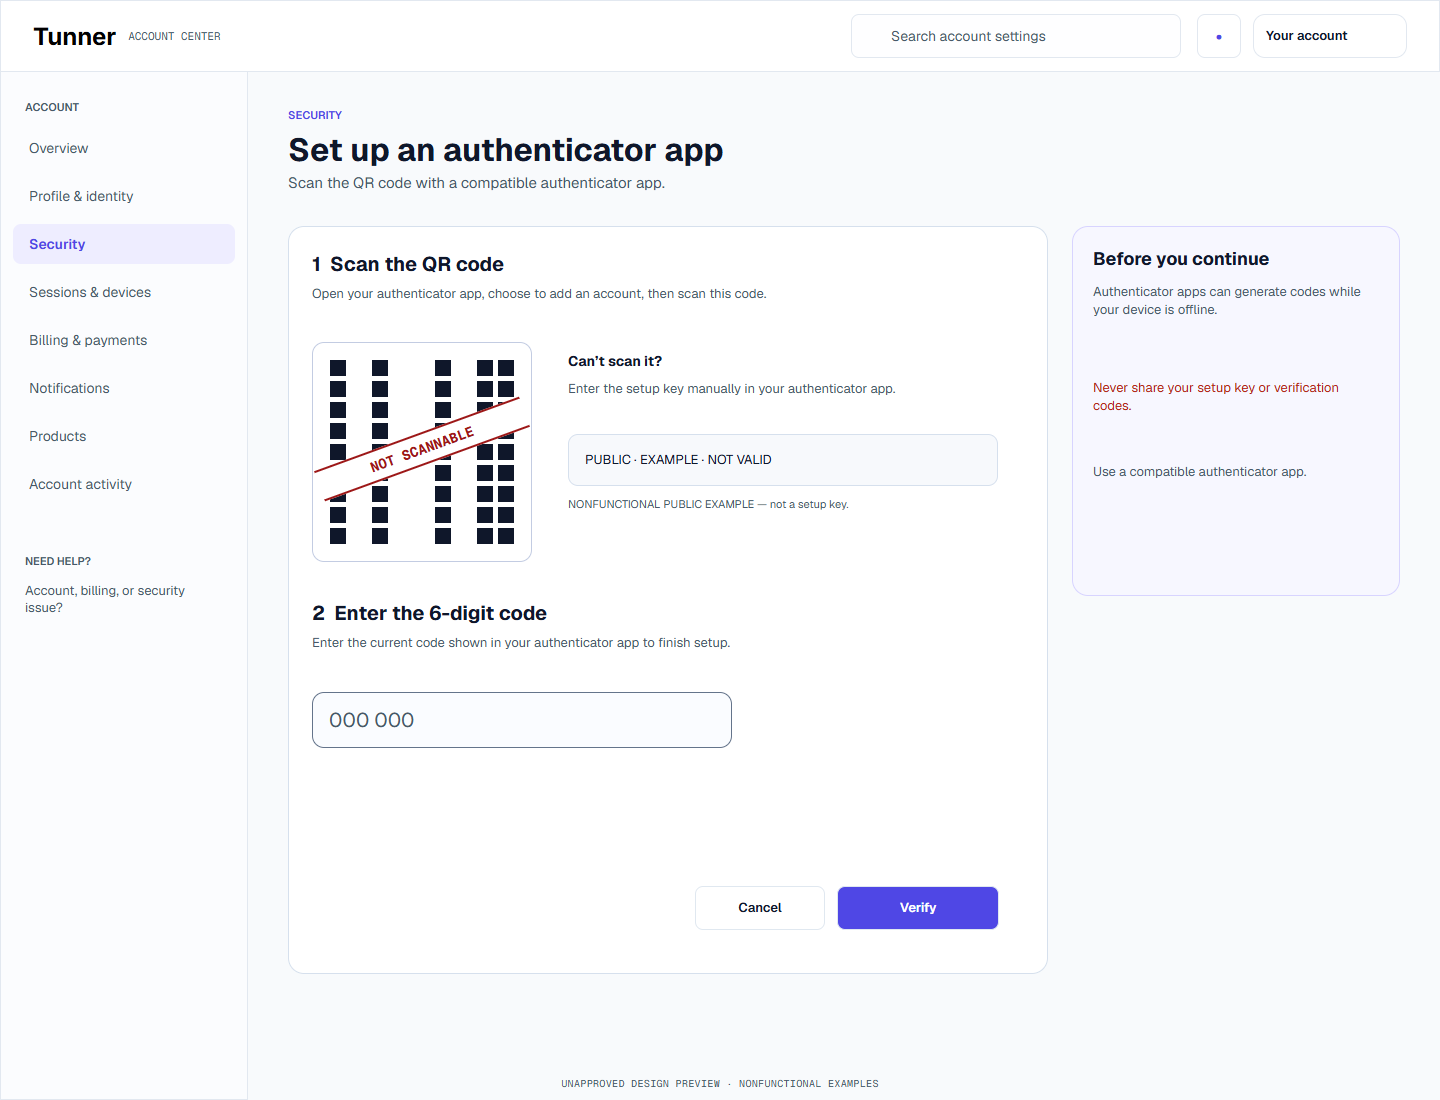 Tunner ACCOUNT CENTER
Search account settings
Your account
ACCOUNT
Overview
Profile & identity
Security
Sessions & devices
Billing & payments
Notifications
Products
Account activity
NEED HELP?
Account, billing, or security
issue?
SECURITY
Set up an authenticator app
Scan the QR code with a compatible authenticator app.
1 Scan the QR code
Open your authenticator app, choose to add an account, then scan this code.
NOT SCANNABLE
Can’t scan it?
Enter the setup key manually in your authenticator app.
PUBLIC · EXAMPLE · NOT VALID
NONFUNCTIONAL PUBLIC EXAMPLE — not a setup key.
2 Enter the 6-digit code
Enter the current code shown in your authenticator app to finish setup.
000 000
Cancel
Verify
Before you continue
Authenticator apps can generate codes while
your device is offline.
Never share your setup key or verification
codes.
Use a compatible authenticator app.
UNAPPROVED DESIGN PREVIEW · NONFUNCTIONAL EXAMPLES